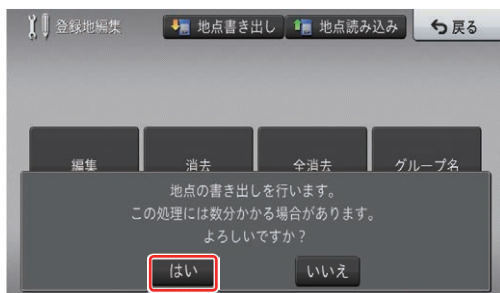 登録地編集
地点書き出し
地点読み込み
戻る
編集
消去
全消去
グループ名
地点の書き出しを行います。
この処理には数分かかる場合があります。
よろしいですか？
はい
いいえ